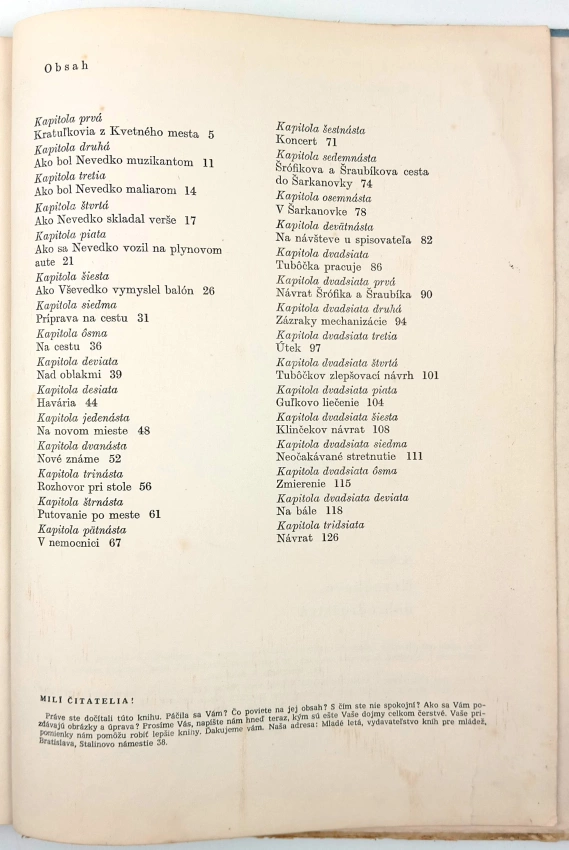 Obsah
Kapitola prvá
Kratuľkovia z Kvetného mesta 5
Kapitola druhá
Ako bol Nevedko muzikantom 11
Kapitola tretia
Ako bol Nevedko maliarom 14
Kapitola štvrtá
Ako Nevedko skladal verše 17
Kapitola piata
Ako sa Nevedko vozil na plynovom
aute 21
Kapitola šiesta
Ako Vševedko vymyslel balón 26
Kapitola siedma
Príprava na cestu 31
Kapitola ôsma
Na cestu 36
Kapitola deviata
Nad oblakmi 39
Kapitola desiata
Havária 44
Kapitola jedenásta
Na novom mieste 48
Kapitola dvanásta
Nové známe 52
Kapitola trinásta
Rozhovor pri stole 56
Kapitola štrnásta
Putovanie po meste 61
Kapitola pätnásta
V nemocnici 67
Kapitola šestnásta
Koncert 71
Kapitola sedemnásta
Šrófikova a Šraubíkova cesta
do Šarkanovky 74
Kapitola osemnásta
V Šarkanovke 78
Kapitola devätnásta
Na návšteve u spisovateľa 82
Kapitola dvadsiata
Tubôčka pracuje 86
Kapitola dvadsiata prvá
Návrat Šrófika a Šraubíka 90
Kapitola dvadsiata druhá
Zázraky mechanizácie 94
Kapitola dvadsiata tretia
Útek 97
Kapitola dvadsiata štvrtá
Tubôčkov zlepšovací návrh 101
Kapitola dvadsiata piata
Guľkovo liečenie 104
Kapitola dvadsiata šiesta
Klinčekov návrat 108
Kapitola dvadsiata siedma
Neočakávané stretnutie 111
Kapitola dvadsiata ôsma
Zmierenie 115
Kapitola dvadsiata deviata
Na bále 118
Kapitola tridsiata
Návrat 126
MILÍ ČITATELIA!
Práve ste dočítali túto knihu. Páčila sa Vám? Čo poviete na jej obsah? S čím ste nie spokojní? Ako sa Vám po-
zdávajú obrázky a úprava? Prosíme Vás, napíšte nám hneď teraz, kým sú ešte Vaše dojmy celkom čerstvé. Vaše pri-
pomienky nám pomôžu robiť lepšie knihy. Ďakujeme vám. Naša adresa: Mladé letá, vydavateľstvo kníh pre mládež,
Bratislava, Stalinovo námestie 38.